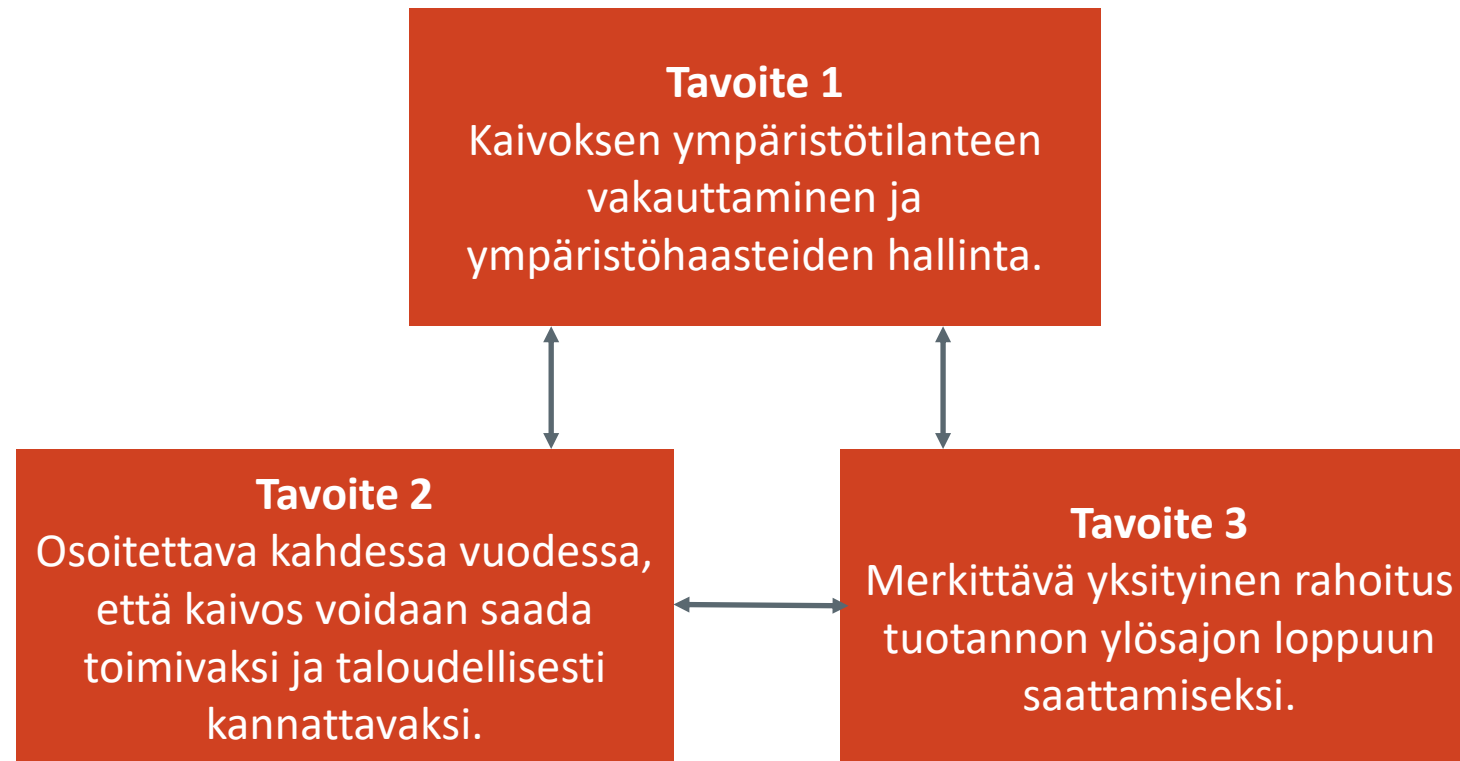 Tavoite 1
Kaivoksen ympäristötilanteen
vakauttaminen ja
ympäristöhaasteiden hallinta.
Tavoite 2
Osoitettava kahdessa vuodessa,
että kaivos voidaan saada
toimivaksi ja taloudellisesti
kannattavaksi.
Tavoite 3
Merkittävä yksityinen rahoitus
tuotannon ylösajon loppuun
saattamiseksi.